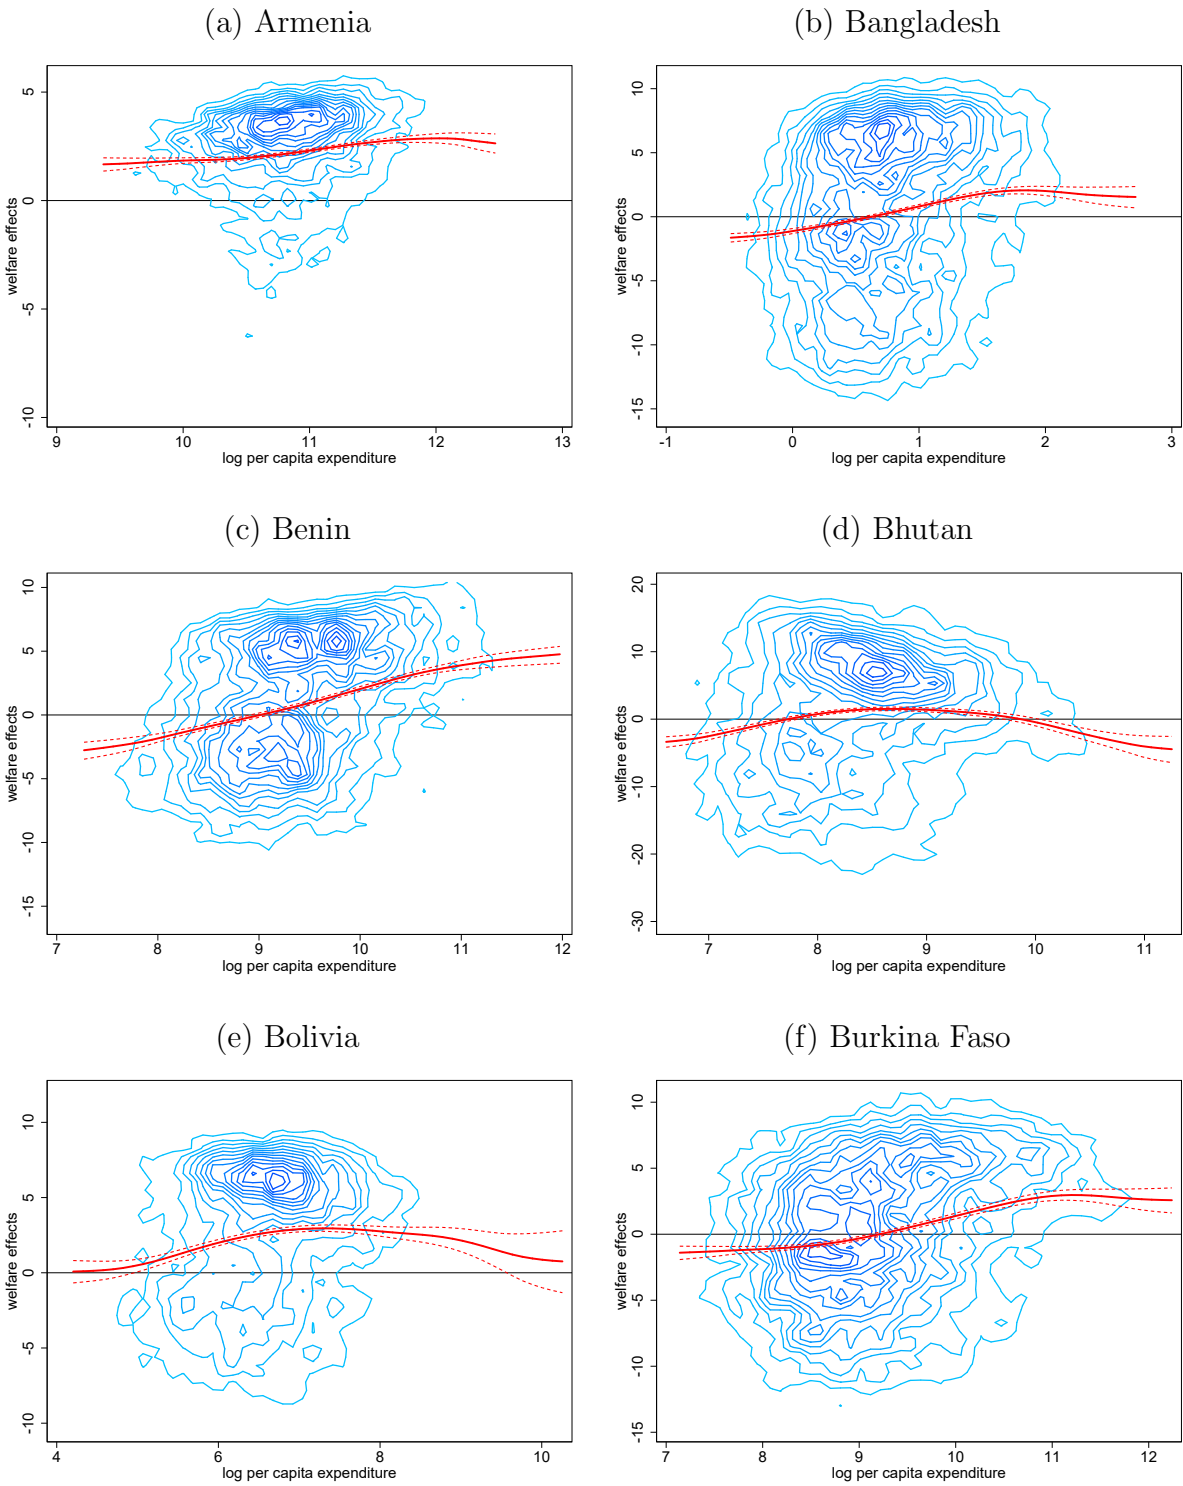 (a) Armenia
(b) Bangladesh
welfare effects
5
0
-5
-10
9 10 11 12 13
log per capita expenditure
welfare effects
10
5
0
-5
-10
-15
-1 0 1 2 3
log per capita expenditure
(c) Benin
(d) Bhutan
welfare effects
10
5
0
-5
-10
-15
7 8 9 10 11 12
log per capita expenditure
welfare effects
20
10
0
-10
-20
-30
7 8 9 10 11
log per capita expenditure
(e) Bolivia
(f) Burkina Faso
welfare effects
10
5
0
-5
-10
4 6 8 10
log per capita expenditure
welfare effects
10
5
0
-5
-10
-15
7 8 9 10 11 12
log per capita expenditure